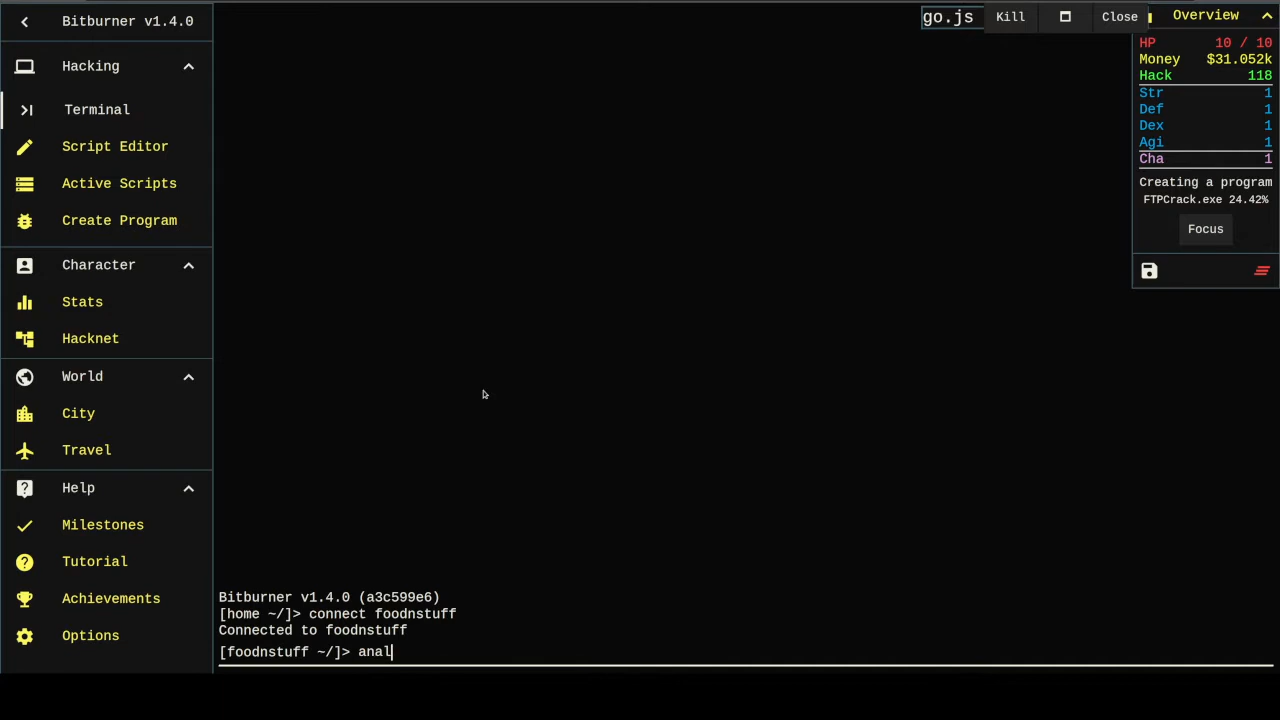 Bitburner v1.4.0
Hacking
Terminal
Script Editor
Active Scripts
Create Program
Character
Stats
Hacknet
World
City
Travel
Help
Milestones
Tutorial
Achievements
Options
go.js
Kill
Close
Overview
HP 10 / 10
Money $31.052k
Hack 118
Str 1
Def 1
Dex 1
Agi 1
Cha 1
Creating a program
FTPCrack.exe 24.42%
Focus
Bitburner v1.4.0 (a3c599e6)
[home ~/]> connect foodnstuff
Connected to foodnstuff
[foodnstuff ~/]> anal